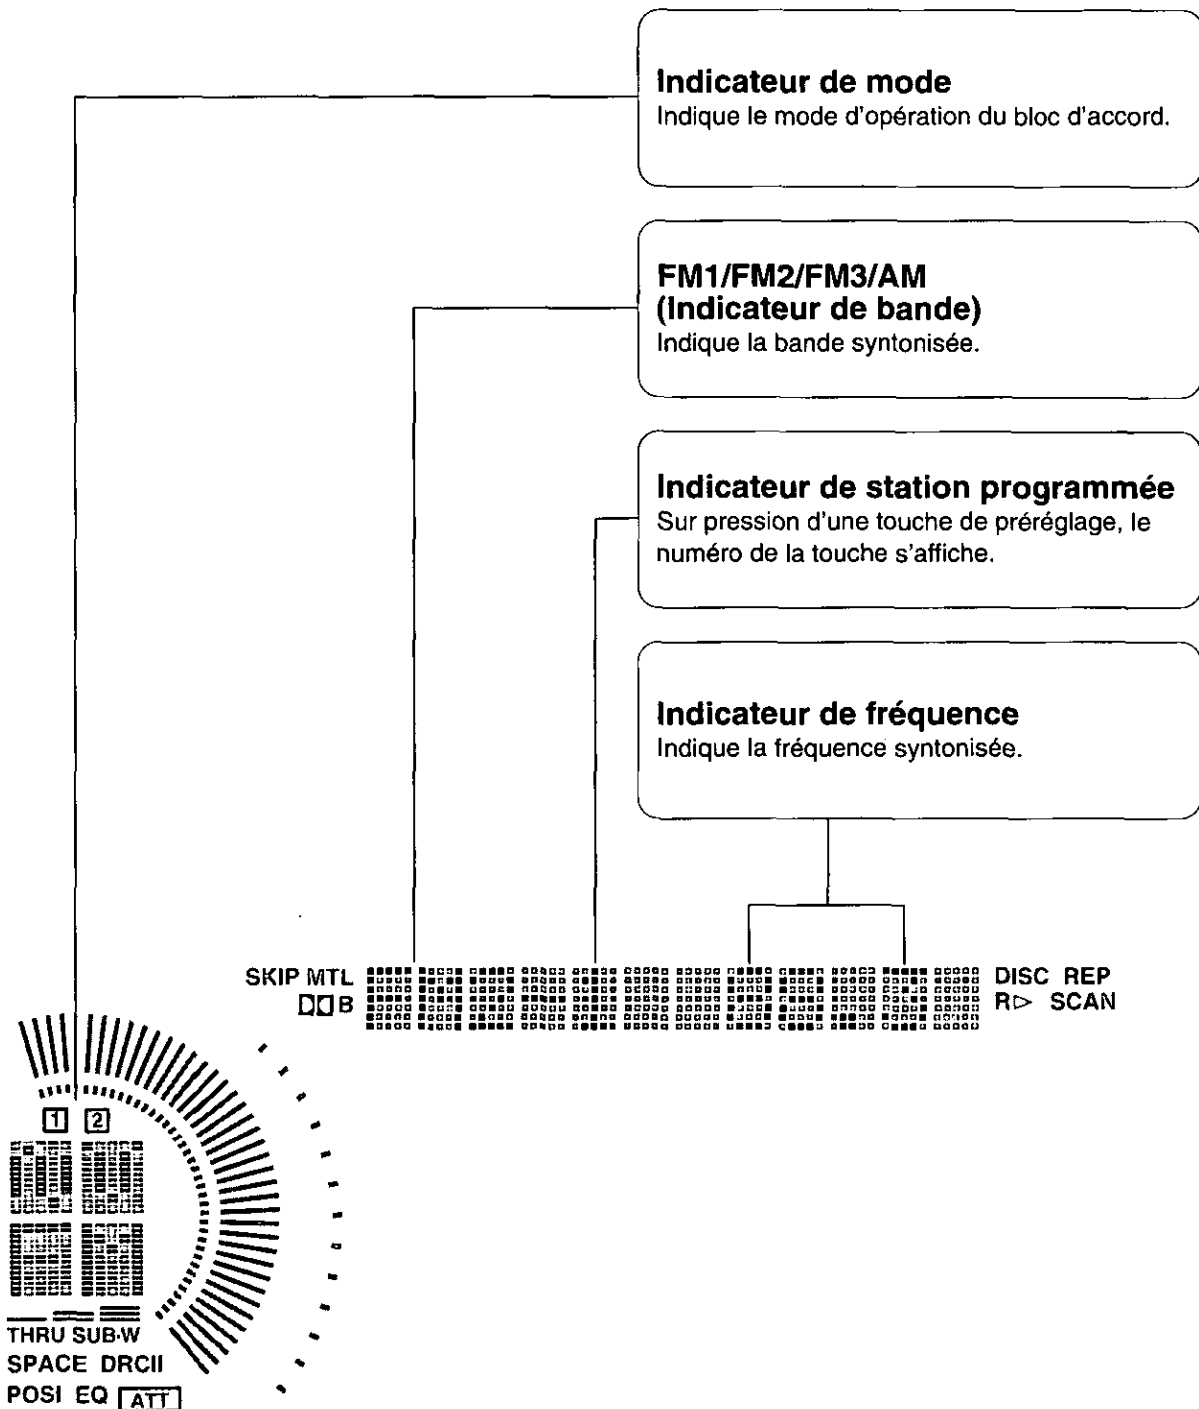 Indicateur de mode
Indique le mode d'opération du bloc d'accord.
FM1/FM2/FM3/AM
(Indicateur de bande)
Indique la bande syntonisée.
Indicateur de station programmée
Sur pression d'une touche de préréglage, le
numéro de la touche s'affiche.
Indicateur de fréquence
Indique la fréquence syntonisée.
SKIP MTL
B
DISC REP
R▷ SCAN
1 2
THRU SUB-W
SPACE DRCII
POSI EQ ATT